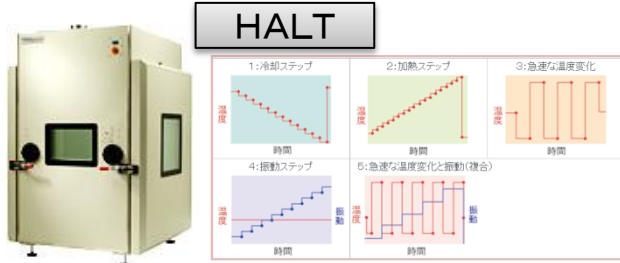 HALT
1:冷却ステップ
2:加熱ステップ
3:急速な温度変化
温度
時間
温度
時間
温度
時間
4:振動ステップ
5:急速な温度変化と振動(複合)
温度
振動
時間
温度
振動
時間